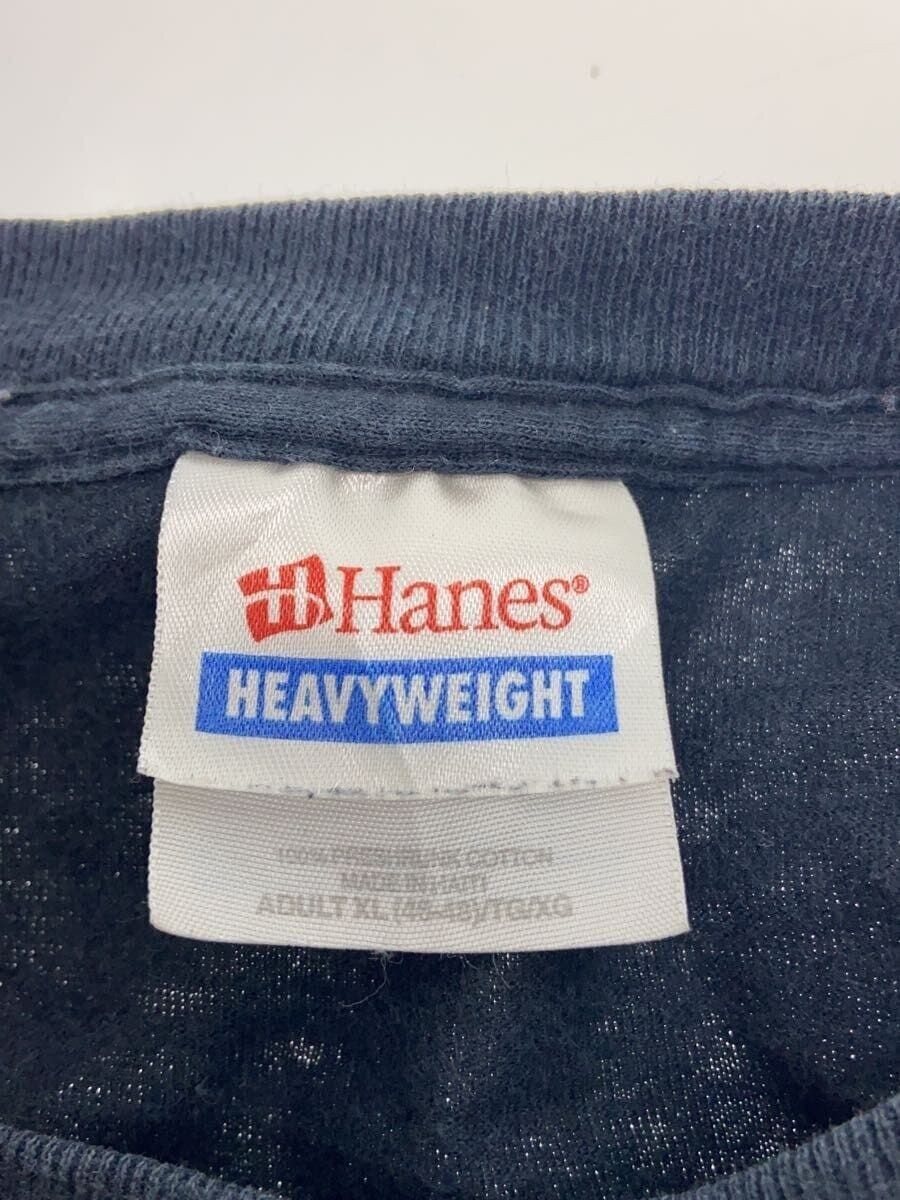 Hanes®
HEAVYWEIGHT
100% PRESHRUNK COTTON
MADE IN HAITI
ADULT XL (46-48)/TG/XG